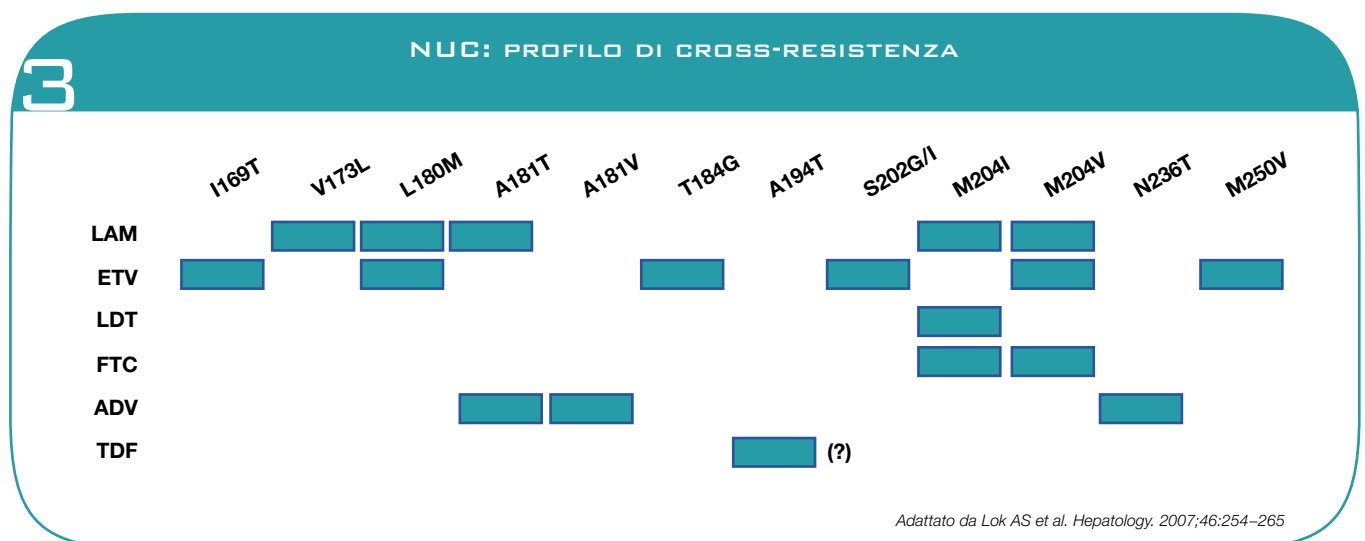 3
NUC: PROFILO DI CROSS-RESISTENZA
I169T V173L L180M A181T A181V T184G A194T S202G/I M204I M204V N236T M250V
LAM
ETV
LDT
FTC
ADV
TDF (?)
Adattato da Lok AS et al. Hepatology. 2007;46:254–265